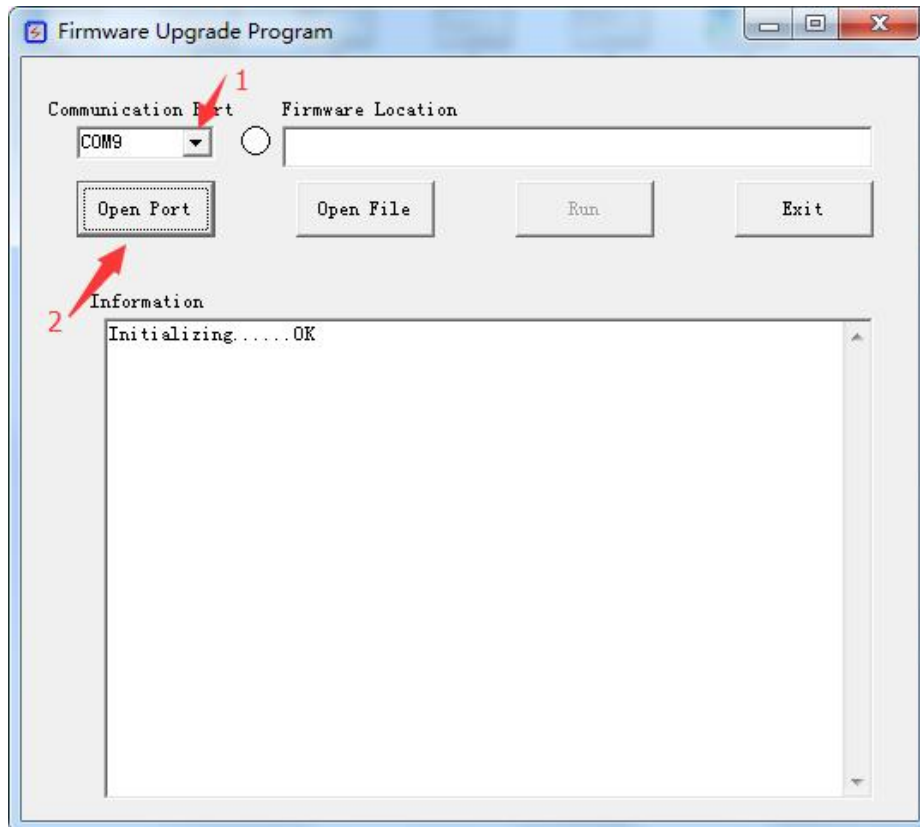 Firmware Upgrade Program
1
Communication Port Firmware Location
COM9
Open Port Open File Run Exit
2
Information
Initializing......OK